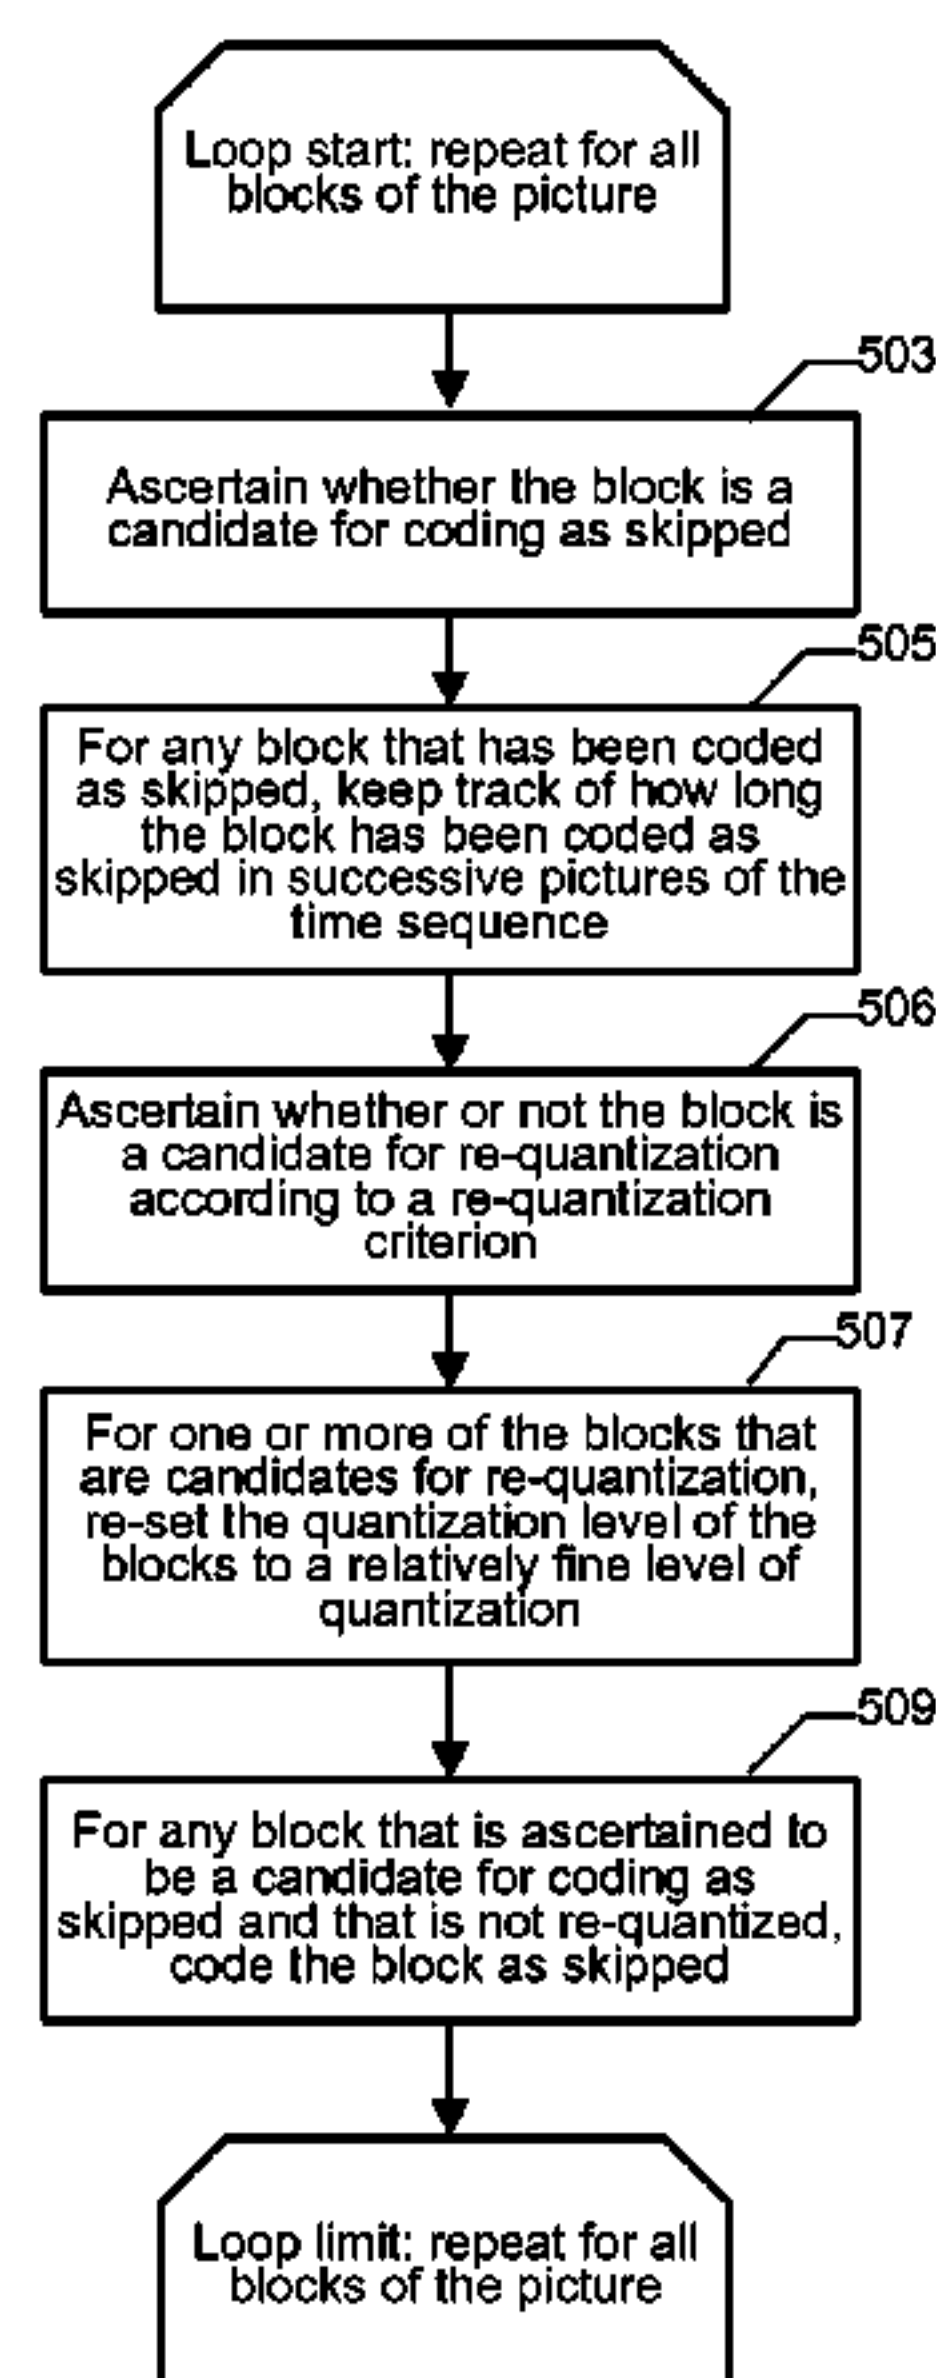 Loop start: repeat for all
blocks of the picture
503
Ascertain whether the block is a
candidate for coding as skipped
505
For any block that has been coded
as skipped, keep track of how long
the block has been coded as
skipped in successive pictures of the
time sequence
506
Ascertain whether or not the block is
a candidate for re-quantization
according to a re-quantization
criterion
507
For one or more of the blocks that
are candidates for re-quantization,
re-set the quantization level of the
blocks to a relatively fine level of
quantization
509
For any block that is ascertained to
be a candidate for coding as
skipped and that is not re-quantized,
code the block as skipped
Loop limit: repeat for all
blocks of the picture